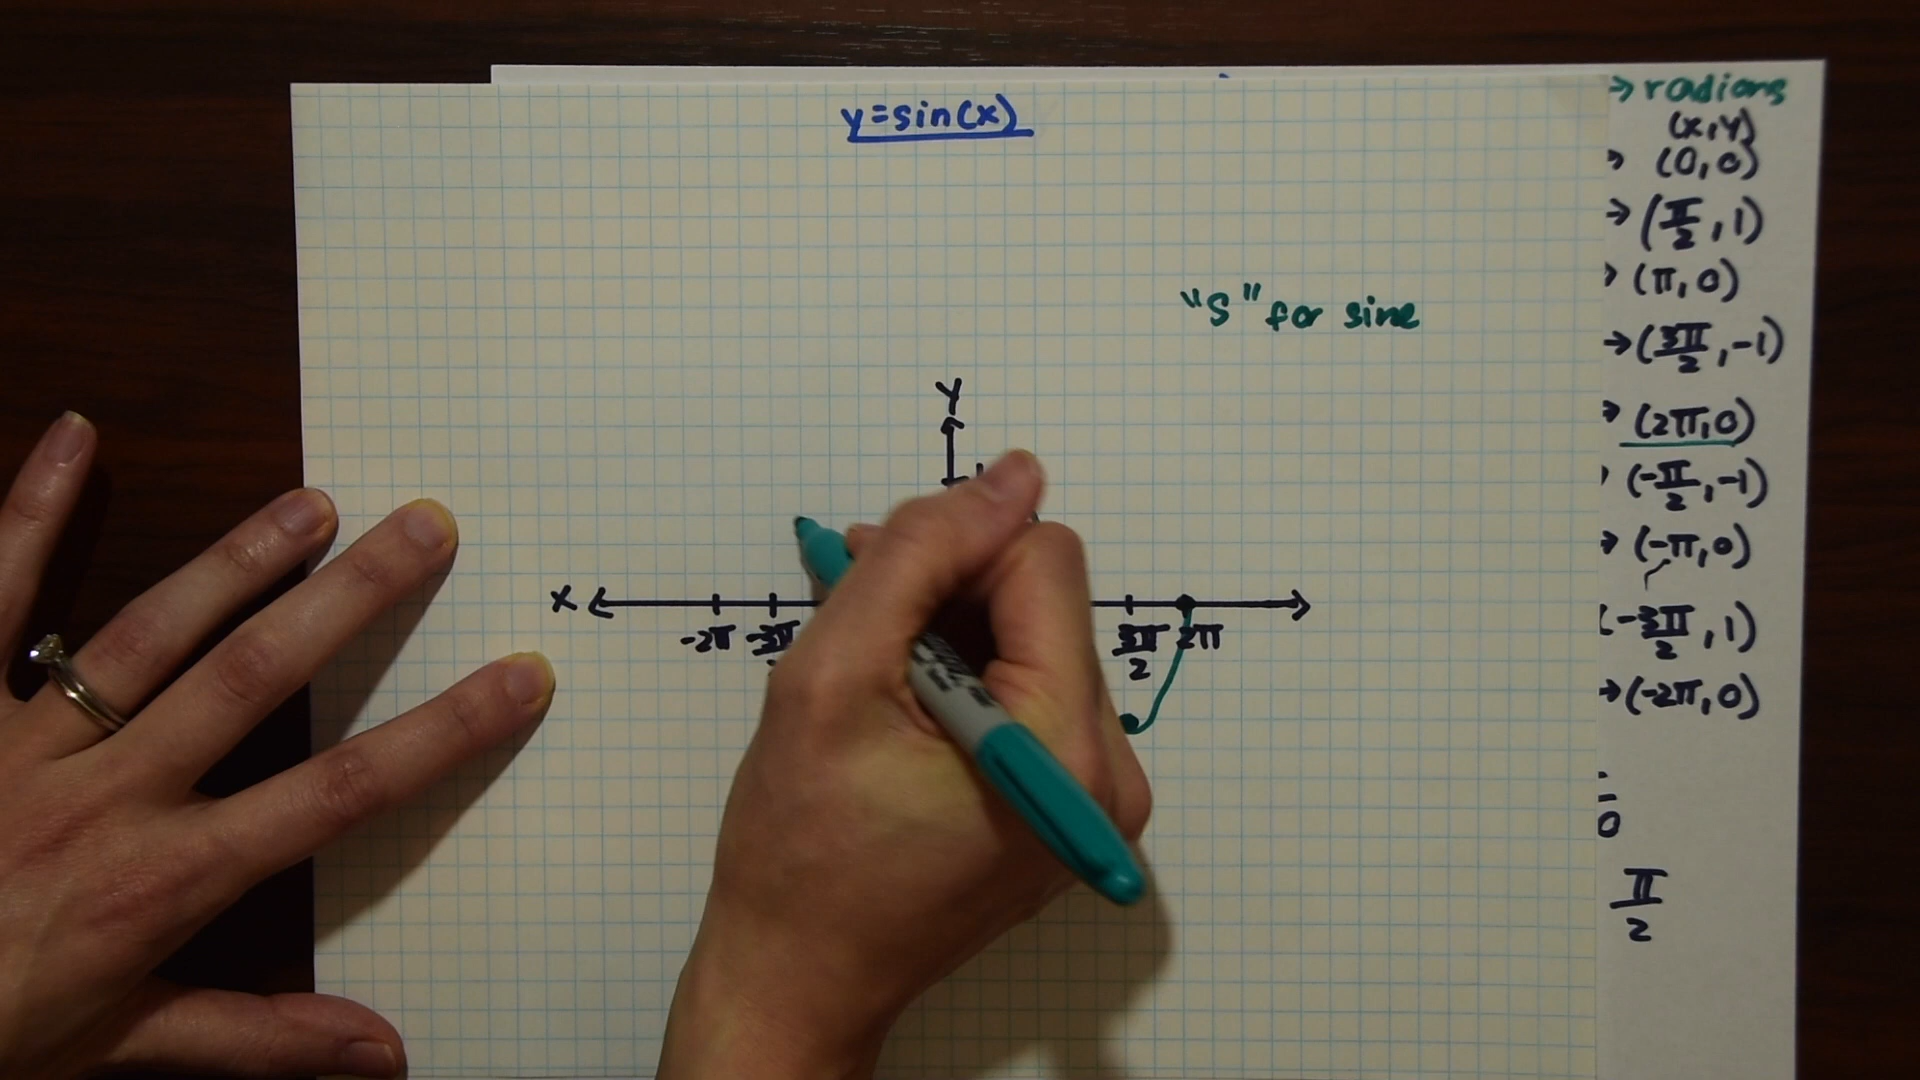 y=sin(x)
→ radians
(x,y)
→ (0,0)
→ (π/2, 1)
→ (π,0)
→ (3π/2, -1)
→ (2π,0)
(-π/2, -1)
→ (-π,0)
(-3π/2, 1)
→ (-2π,0)
"S" for sine
y
x
-2π
3π/2
2π
0
π/2